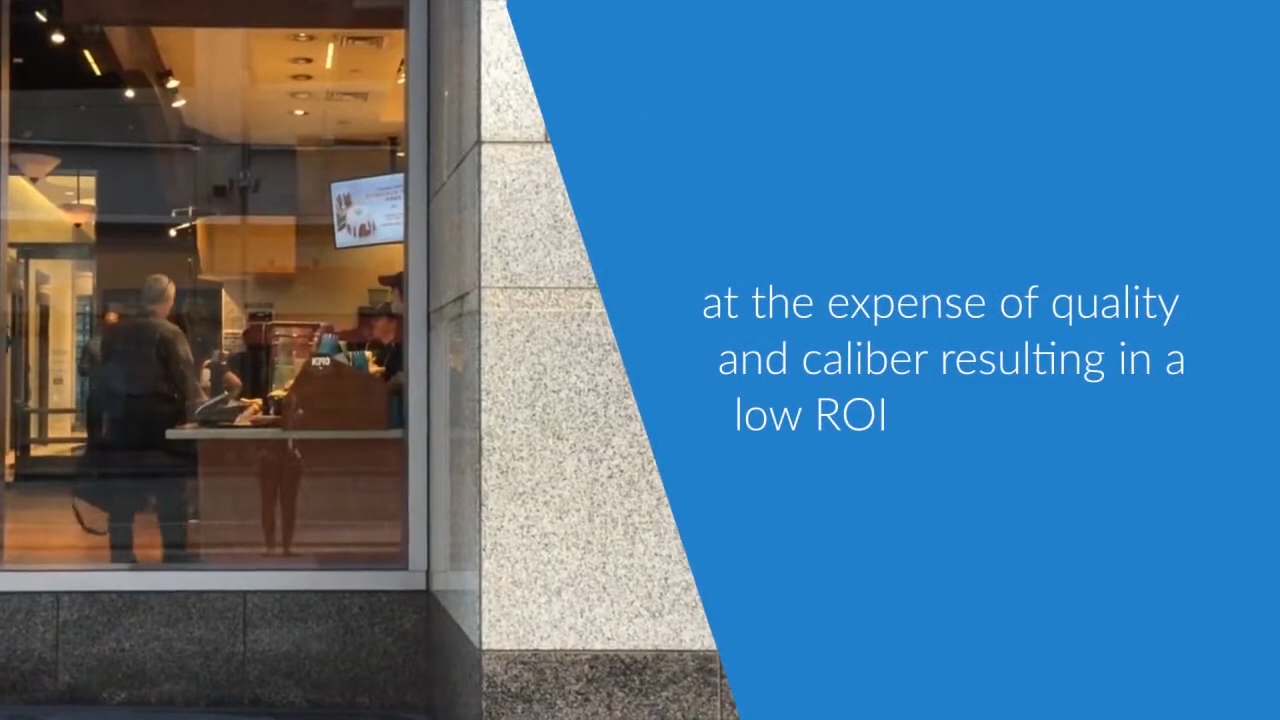 at the expense of quality
and caliber resulting in a
low ROI